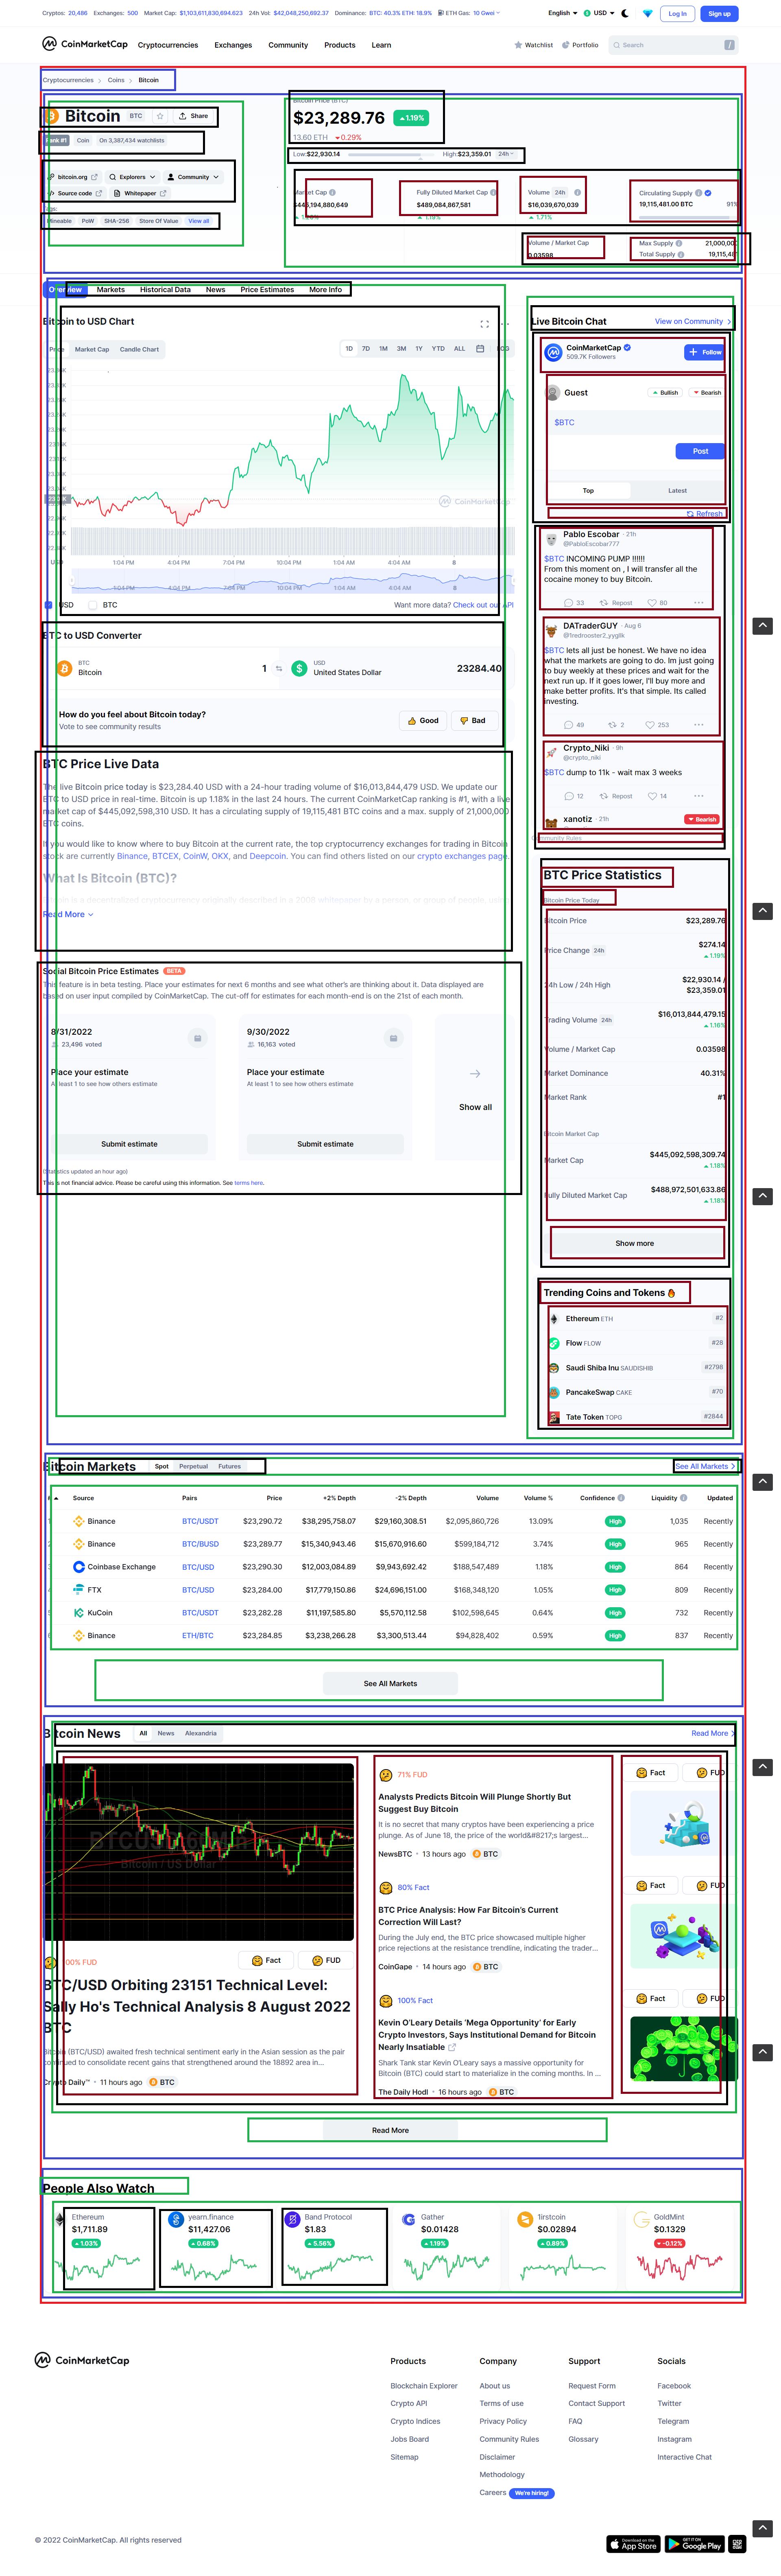 Cryptos: 20,486 Exchanges: 500 Market Cap: $1,103,611,830,694.623 24h Vol: $42,048,250,692.37 Dominance: BTC: 40.3% ETH: 18.9% ETH Gas: 10 Gwei English USD Log In Sign up
CoinMarketCap Cryptocurrencies Exchanges Community Products Learn Watchlist Portfolio Search /
Cryptocurrencies Coins Bitcoin
Bitcoin BTC Share
Rank #1 Coin On 3,387,434 watchlists
bitcoin.org Explorers Community
Source code Whitepaper
Tags:
Mineable PoW SHA-256 Store Of Value View all
Bitcoin Price (BTC)
$23,289.76 1.19%
13.60 ETH 0.29%
Low: $22,930.14 High: $23,359.01 24h
Market Cap Fully Diluted Market Cap Volume 24h Circulating Supply
$445,194,880,649 $489,084,867,581 $16,039,670,039 19,115,481.00 BTC 91%
1.19% 1.71%
Volume / Market Cap
0.03598
Max Supply 21,000,000
Total Supply 19,115,481
Overview Markets Historical Data News Price Estimates More Info
Bitcoin to USD Chart
Price Market Cap Candle Chart 1D 7D 1M 3M 1Y YTD ALL LOG
CoinMarketCap
USD 1:04 PM 4:04 PM 7:04 PM 10:04 PM 1:04 AM 4:04 AM 8
1:04 PM 4:04 PM 7:04 PM 10:04 PM 1:04 AM 4:04 AM 8
USD BTC Want more data? Check out our API
BTC to USD Converter
BTC
Bitcoin 1
USD
United States Dollar 23284.40
How do you feel about Bitcoin today?
Vote to see community results
Good Bad
BTC Price Live Data
The live Bitcoin price today is $23,284.40 USD with a 24-hour trading volume of $16,013,844,479 USD. We update our
BTC to USD price in real-time. Bitcoin is up 1.18% in the last 24 hours. The current CoinMarketCap ranking is #1, with a live
market cap of $445,092,598,310 USD. It has a circulating supply of 19,115,481 BTC coins and a max. supply of 21,000,000
BTC coins.
If you would like to know where to buy Bitcoin at the current rate, the top cryptocurrency exchanges for trading in Bitcoin
stock are currently Binance, BTCEX, CoinW, OKX, and Deepcoin. You can find others listed on our crypto exchanges page.
What Is Bitcoin (BTC)?
Bitcoin is a decentralized cryptocurrency originally described in a 2008 whitepaper by a person, or group of people, using
Read More
Social Bitcoin Price Estimates BETA
This feature is in beta testing. Place your estimates for next 6 months and see what other's are thinking about it. Data displayed are
based on user input compiled by CoinMarketCap. The cut-off for estimates for each month-end is on the 21st of each month.
8/31/2022
23,496 voted
Place your estimate
At least 1 to see how others estimate
Submit estimate
9/30/2022
16,163 voted
Place your estimate
At least 1 to see how others estimate
Submit estimate
Show all
(Statistics updated an hour ago)
This is not financial advice. Please be careful using this information. See terms here.
Live Bitcoin Chat View on Community
CoinMarketCap
509.7K Followers
+ Follow
Guest Bullish Bearish
$BTC
Post
Top Latest
Refresh
Pablo Escobar · 21h
@PabloEscobar777
$BTC INCOMING PUMP !!!!!!
From this moment on , I will transfer all the
cocaine money to buy Bitcoin.
33 Repost 80
DATraderGUY · Aug 6
@1redrooster2_yyglik
$BTC lets all just be honest. We have no idea
what the markets are going to do. Im just going
to buy weekly at these prices and wait for the
next run up. If it goes lower, I'll buy more and
make better profits. It's that simple. Its called
investing.
49 2 253
Crypto_Niki · 9h
@crypto_niki
$BTC dump to 11k - wait max 3 weeks
12 Repost 14
xanotiz · 21h Bearish
Community Rules
BTC Price Statistics
Bitcoin Price Today
Bitcoin Price $23,289.76
Price Change 24h $274.14
1.19%
24h Low / 24h High $22,930.14 /
$23,359.01
Trading Volume 24h $16,013,844,479.15
1.16%
Volume / Market Cap 0.03598
Market Dominance 40.31%
Market Rank #1
Bitcoin Market Cap
Market Cap $445,092,598,309.74
1.18%
Fully Diluted Market Cap $488,972,501,633.86
1.18%
Show more
Trending Coins and Tokens
Ethereum ETH #2
Flow FLOW #28
Saudi Shiba Inu SAUDISHIB #2798
PancakeSwap CAKE #70
Tate Token TOPG #2844
Bitcoin Markets Spot Perpetual Futures See All Markets
# Source Pairs Price +2% Depth -2% Depth Volume Volume % Confidence Liquidity Updated
1 Binance BTC/USDT $23,290.72 $38,295,758.07 $29,160,308.51 $2,095,860,726 13.09% High 1,035 Recently
2 Binance BTC/BUSD $23,289.77 $15,340,943.46 $15,670,916.60 $599,184,712 3.74% High 965 Recently
3 Coinbase Exchange BTC/USD $23,290.30 $12,003,084.89 $9,943,692.42 $188,547,489 1.18% High 864 Recently
4 FTX BTC/USD $23,284.00 $17,779,150.86 $24,696,151.00 $168,348,120 1.05% High 809 Recently
5 KuCoin BTC/USDT $23,282.28 $11,197,585.80 $5,570,112.58 $102,598,645 0.64% High 732 Recently
6 Binance ETH/BTC $23,284.85 $3,238,266.28 $3,300,513.44 $94,828,402 0.59% High 837 Recently
See All Markets
Bitcoin News All News Alexandria Read More
Bitcoin / US Dollar
100% FUD Fact FUD
BTC/USD Orbiting 23151 Technical Level:
Sally Ho's Technical Analysis 8 August 2022
BTC
Bitcoin (BTC/USD) awaited fresh technical sentiment early in the Asian session as the pair
continued to consolidate recent gains that strengthened around the 18892 area in...
Crypto Daily™ · 11 hours ago BTC
71% FUD Fact FUD
Analysts Predicts Bitcoin Will Plunge Shortly But
Suggest Buy Bitcoin
It is no secret that many cryptos have been experiencing a price
plunge. As of June 18, the price of the world&#8217;s largest...
NewsBTC · 13 hours ago BTC
80% Fact Fact FUD
BTC Price Analysis: How Far Bitcoin's Current
Correction Will Last?
During the July end, the BTC price showcased multiple higher
price rejections at the resistance trendline, indicating the trader...
CoinGape · 14 hours ago BTC
100% Fact Fact FUD
Kevin O'Leary Details 'Mega Opportunity' for Early
Crypto Investors, Says Institutional Demand for Bitcoin
Nearly Insatiable
Shark Tank star Kevin O'Leary says a massive opportunity for
Bitcoin (BTC) could start to materialize in the coming months. In ...
The Daily Hodl · 16 hours ago BTC
Read More
People Also Watch
Ethereum
$1,711.89
1.03%
yearn.finance
$11,427.06
0.68%
Band Protocol
$1.83
5.56%
Gather
$0.01428
1.19%
1irstcoin
$0.02894
0.89%
GoldMint
$0.1329
-0.12%
CoinMarketCap
Products Company Support Socials
Blockchain Explorer About us Request Form Facebook
Crypto API Terms of use Contact Support Twitter
Crypto Indices Privacy Policy FAQ Telegram
Jobs Board Community Rules Glossary Instagram
Sitemap Disclaimer Interactive Chat
Methodology
Careers We're hiring!
© 2022 CoinMarketCap. All rights reserved
Download on the App Store GET IT ON Google Play